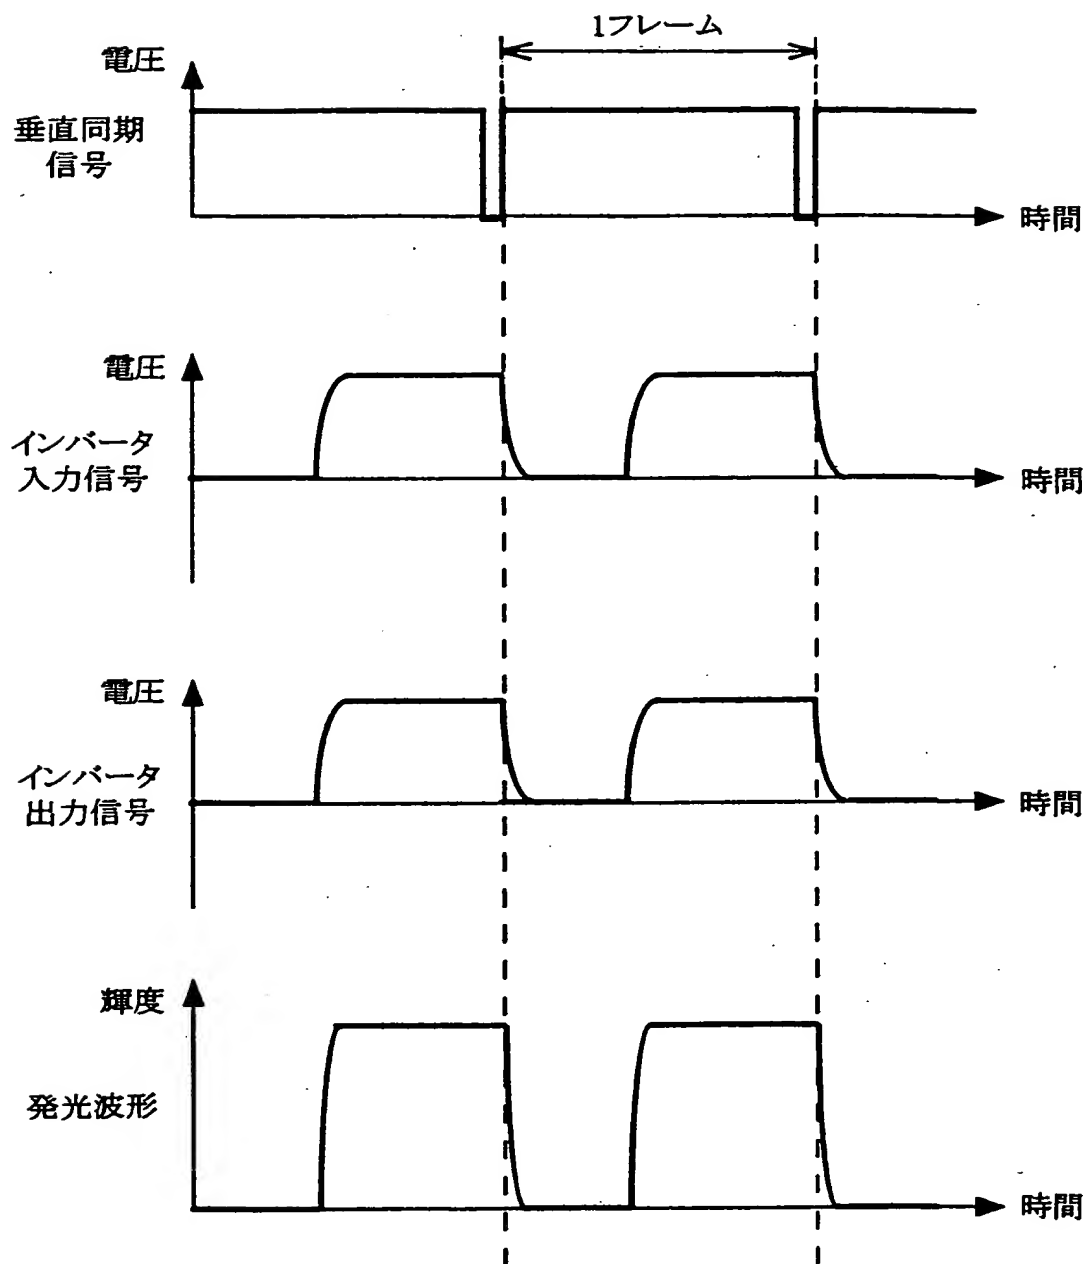 1フレーム
電圧
垂直同期
信号
時間
電圧
インバータ
入力信号
時間
電圧
インバータ
出力信号
時間
輝度
発光波形
時間